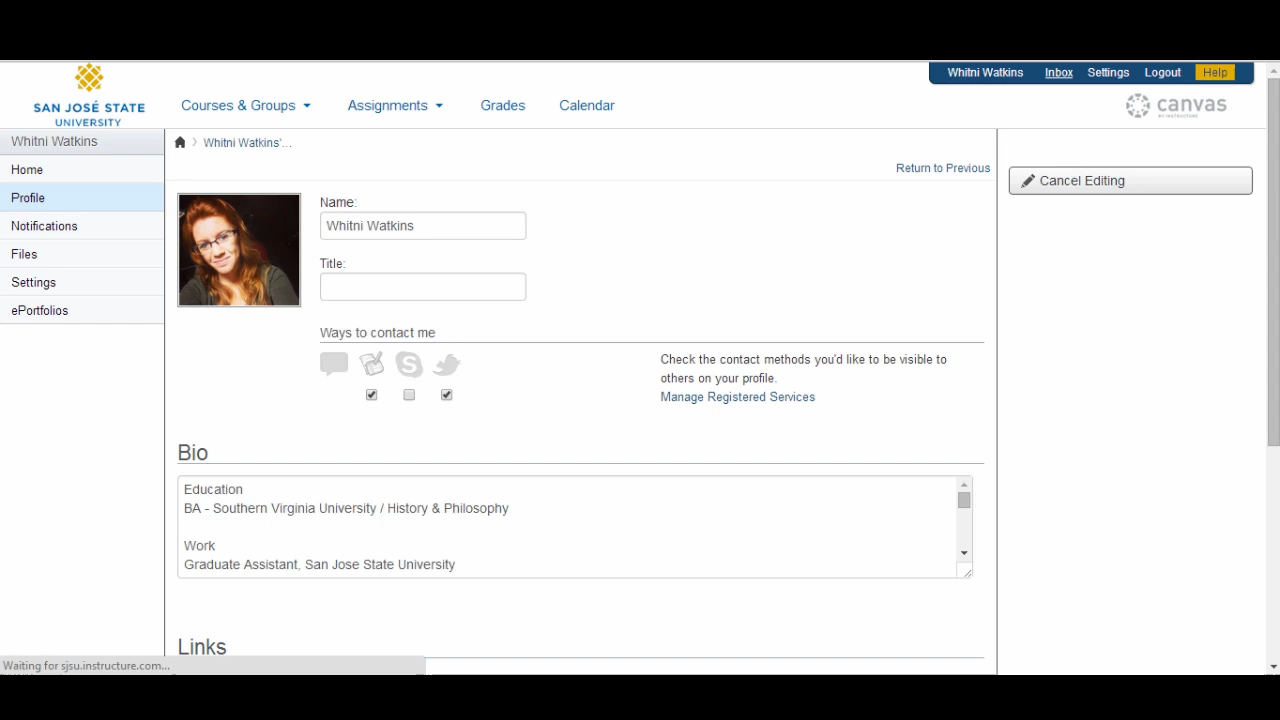 Whitni Watkins Inbox Settings Logout Help
SAN JOSÉ STATE
UNIVERSITY
Courses & Groups Assignments Grades Calendar
canvas
BY INSTRUCTURE
Whitni Watkins
Home
Profile
Notifications
Files
Settings
ePortfolios
Whitni Watkins'...
Return to Previous
Cancel Editing
Name:
Whitni Watkins
Title:
Ways to contact me
Check the contact methods you'd like to be visible to
others on your profile.
Manage Registered Services
Bio
Education
BA - Southern Virginia University / History & Philosophy
Work
Graduate Assistant, San Jose State University
Links
Waiting for sjsu.instructure.com...